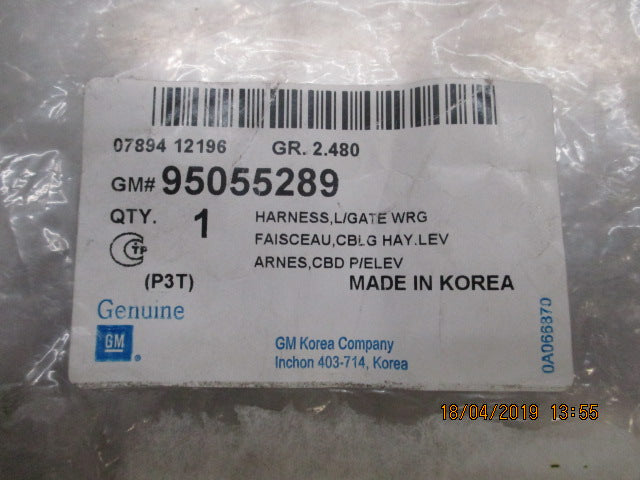 07894 12196 GR. 2.480
GM# 95055289
QTY. 1 HARNESS,L/GATE WRG
FAISCEAU,CBLG HAY.LEV
ARNES,CBD P/ELEV
(P3T) MADE IN KOREA
Genuine
GM
GM Korea Company
Inchon 403-714, Korea
0A066870
18/04/2019 13:55